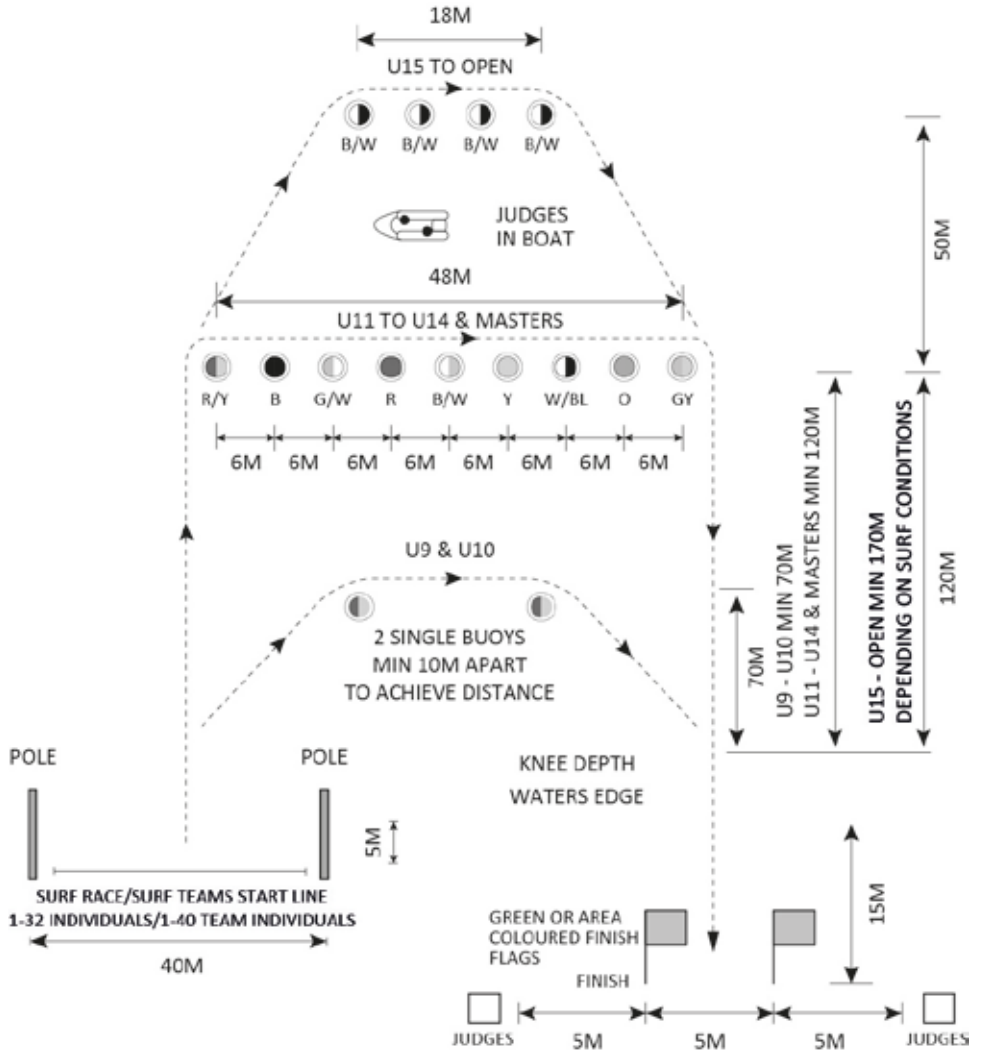 18M
U15 TO OPEN
B/W B/W B/W B/W
JUDGES
IN BOAT
50M
48M
U11 TO U14 & MASTERS
R/Y B G/W R B/W Y W/BL O GY
6M 6M 6M 6M 6M 6M 6M 6M
U9 & U10
2 SINGLE BUOYS
MIN 10M APART
TO ACHIEVE DISTANCE
70M
U9 - U10 MIN 70M
U11 - U14 & MASTERS MIN 120M
U15 - OPEN MIN 170M
DEPENDING ON SURF CONDITIONS
120M
POLE
POLE
KNEE DEPTH
WATERS EDGE
5M
SURF RACE/SURF TEAMS START LINE
1-32 INDIVIDUALS/1-40 TEAM INDIVIDUALS
40M
15M
GREEN OR AREA
COLOURED FINISH
FLAGS
FINISH
JUDGES
5M 5M 5M
JUDGES